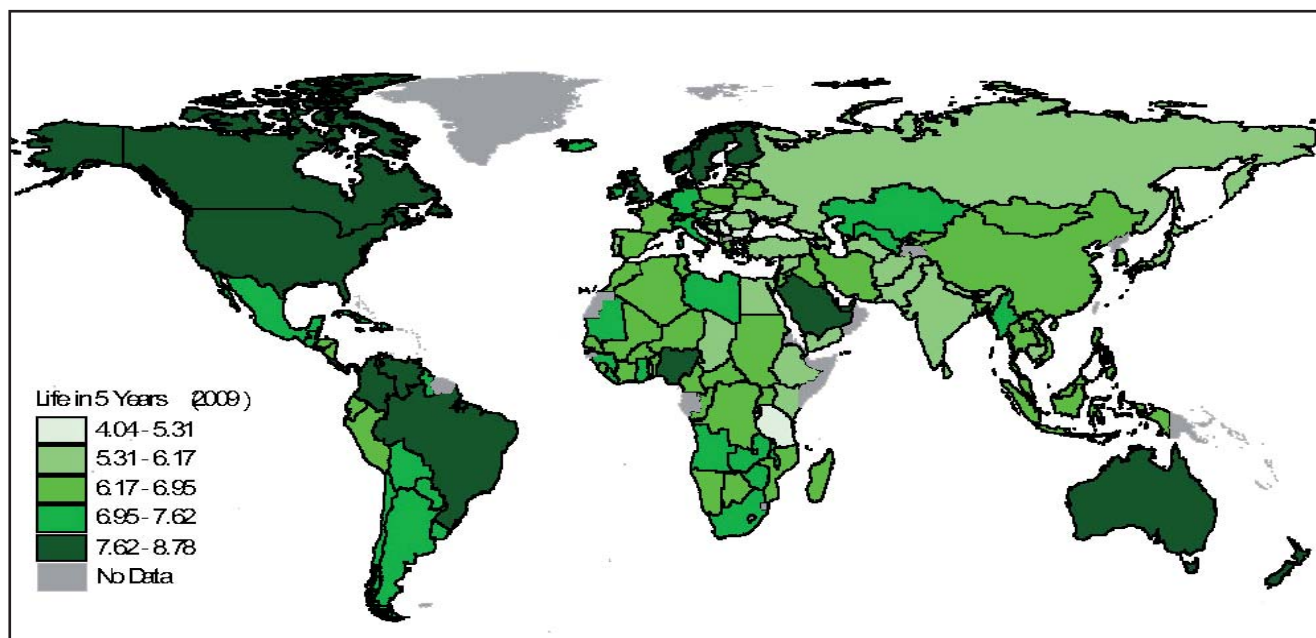 Life in 5 Years (2009)
4.04 - 5.31
5.31 - 6.17
6.17 - 6.95
6.95 - 7.62
7.62 - 8.78
No Data